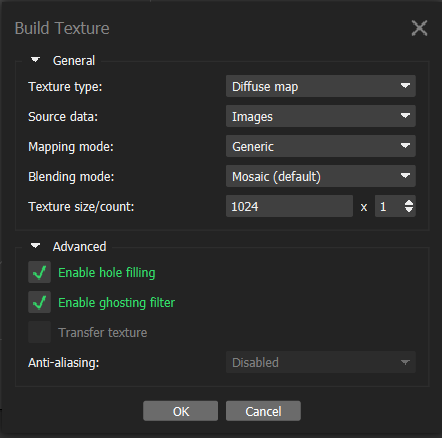 Build Texture
General
Texture type: Diffuse map
Source data: Images
Mapping mode: Generic
Blending mode: Mosaic (default)
Texture size/count: 1024 x 1
Advanced
Enable hole filling
Enable ghosting filter
Transfer texture
Anti-aliasing: Disabled
OK Cancel